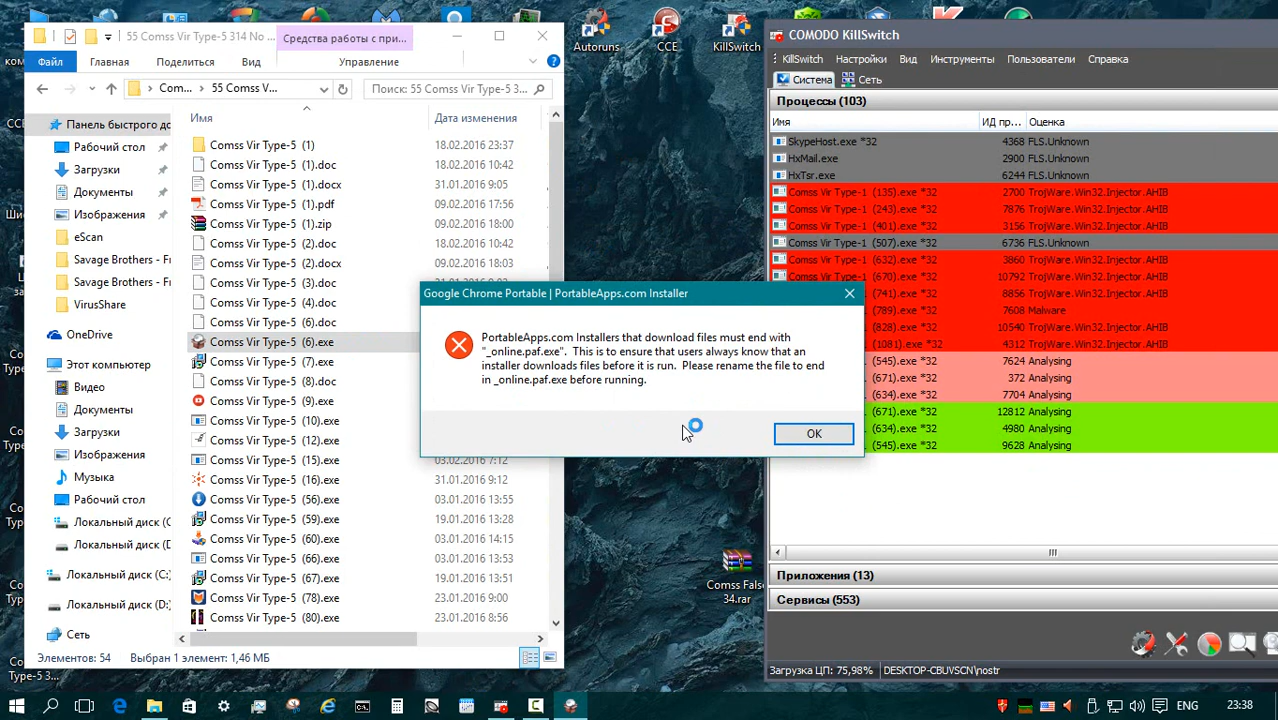 55 Comss Vir Type-5 314 No ...
Средства работы с при...
Файл
Главная
Поделиться
Вид
Управление
Com...
55 Comss V...
Поиск: 55 Comss Vir Type-5 3...
Имя
Дата изменения
Панель быстрого до
Рабочий стол
Загрузки
Документы
Изображения
eScan
Savage Brothers - Fr
Savage Brothers - Fi
VirusShare
OneDrive
Этот компьютер
Видео
Документы
Загрузки
Изображения
Музыка
Рабочий стол
Локальный диск (C
Локальный диск (D
Локальный диск (C:
Локальный диск (D:)
Сеть
Comss Vir Type-5 (1) 18.02.2016 23:37
Comss Vir Type-5 (1).doc 18.02.2016 10:42
Comss Vir Type-5 (1).docx 31.01.2016 9:05
Comss Vir Type-5 (1).pdf 09.02.2016 17:56
Comss Vir Type-5 (1).zip 09.02.2016 18:00
Comss Vir Type-5 (2).doc 18.02.2016 10:42
Comss Vir Type-5 (2).docx 09.02.2016 18:03
Comss Vir Type-5 (3).doc
Comss Vir Type-5 (4).doc
Comss Vir Type-5 (6).doc
Comss Vir Type-5 (6).exe
Comss Vir Type-5 (7).exe
Comss Vir Type-5 (8).doc
Comss Vir Type-5 (9).exe
Comss Vir Type-5 (10).exe
Comss Vir Type-5 (12).exe
Comss Vir Type-5 (15).exe 03.02.2016 7:12
Comss Vir Type-5 (16).exe 31.01.2016 9:12
Comss Vir Type-5 (56).exe 03.01.2016 13:55
Comss Vir Type-5 (59).exe 19.01.2016 13:28
Comss Vir Type-5 (60).exe 03.01.2016 14:15
Comss Vir Type-5 (66).exe 03.01.2016 13:53
Comss Vir Type-5 (67).exe 19.01.2016 13:51
Comss Vir Type-5 (78).exe 23.01.2016 9:00
Comss Vir Type-5 (80).exe 23.01.2016 8:56
Элементов: 54
Выбран 1 элемент: 1,46 МБ
Type-5 3...
Autoruns
CCE
KillSwitch
Google Chrome Portable | PortableApps.com Installer
PortableApps.com Installers that download files must end with
"_online.paf.exe". This is to ensure that users always know that an
installer downloads files before it is run. Please rename the file to end
in _online.paf.exe before running.
OK
Comss False
34.rar
COMODO KillSwitch
KillSwitch
Настройки
Вид
Инструменты
Пользователи
Справка
Система
Сеть
Процессы (103)
Имя
ИД пр...
Оценка
SkypeHost.exe *32 4368 FLS.Unknown
HxMail.exe 2900 FLS.Unknown
HxTsr.exe 6244 FLS.Unknown
Comss Vir Type-1 (135).exe *32 2700 TrojWare.Win32.Injector.AHIB
Comss Vir Type-1 (243).exe *32 7876 TrojWare.Win32.Injector.AHIB
Comss Vir Type-1 (401).exe *32 3156 TrojWare.Win32.Injector.AHIB
Comss Vir Type-1 (507).exe *32 6736 FLS.Unknown
Comss Vir Type-1 (632).exe *32 3860 TrojWare.Win32.Injector.AHIB
Comss Vir Type-1 (670).exe *32 10792 TrojWare.Win32.Injector.AHIB
(741).exe *32 8856 TrojWare.Win32.Injector.AHIB
(789).exe *32 7608 Malware
(828).exe *32 10540 TrojWare.Win32.Injector.AHIB
(1081).exe *32 4312 TrojWare.Win32.Injector.AHIB
(545).exe *32 7624 Analysing
(671).exe *32 372 Analysing
(634).exe *32 7704 Analysing
(671).exe *32 12812 Analysing
(634).exe *32 4980 Analysing
(545).exe *32 9628 Analysing
Приложения (13)
Сервисы (553)
Загрузка ЦП: 75,98%
DESKTOP-CBUVSCN\nostr
ENG
23:38